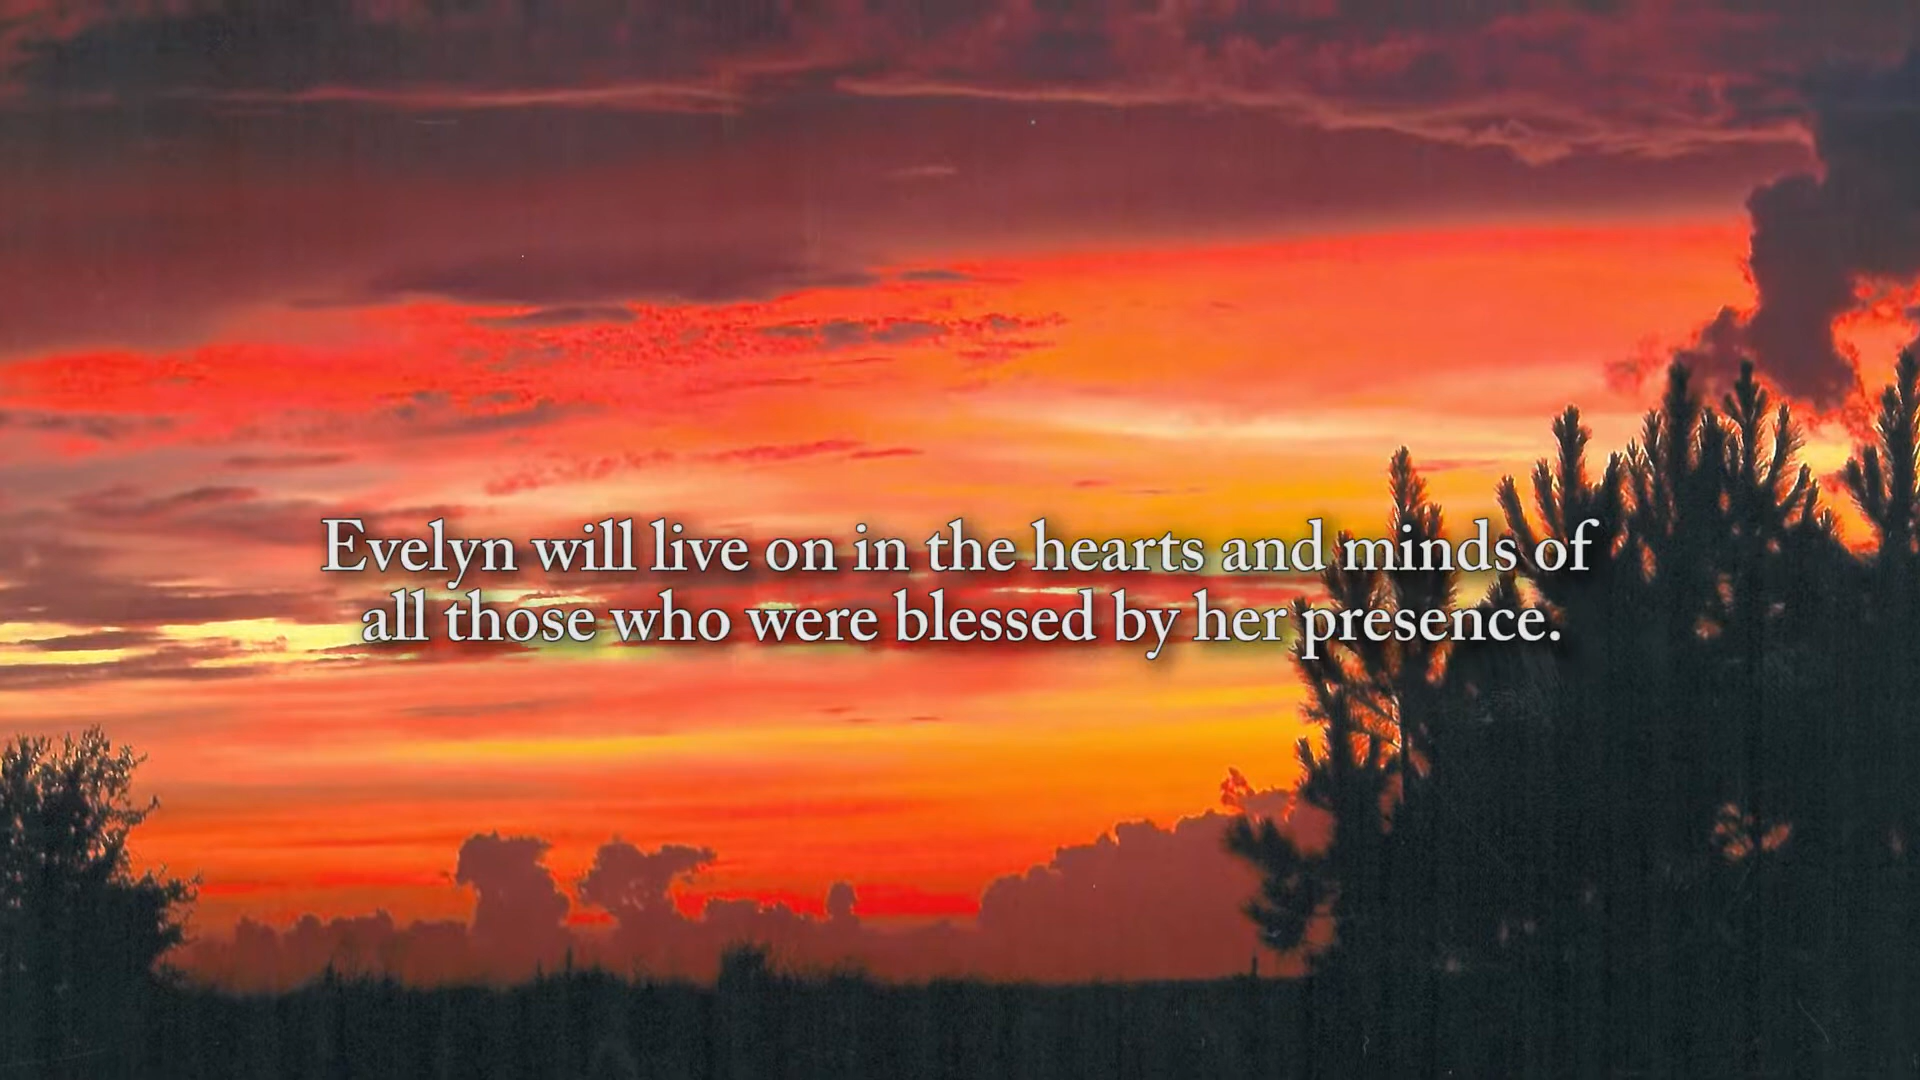 Evelyn will live on in the hearts and minds of
all those who were blessed by her presence.